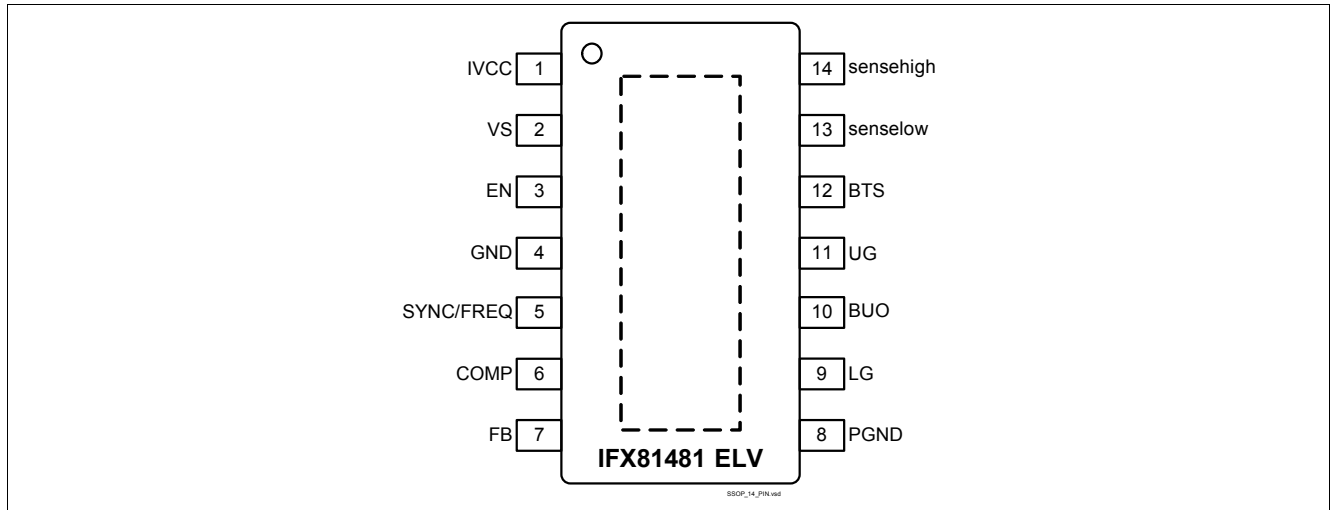 IVCC 1 14 sensehigh
VS 2 13 senselow
EN 3 12 BTS
GND 4 11 UG
SYNC/FREQ 5 10 BUO
COMP 6 9 LG
FB 7 8 PGND
IFX81481 ELV
SSOP_14_PIN.vsd